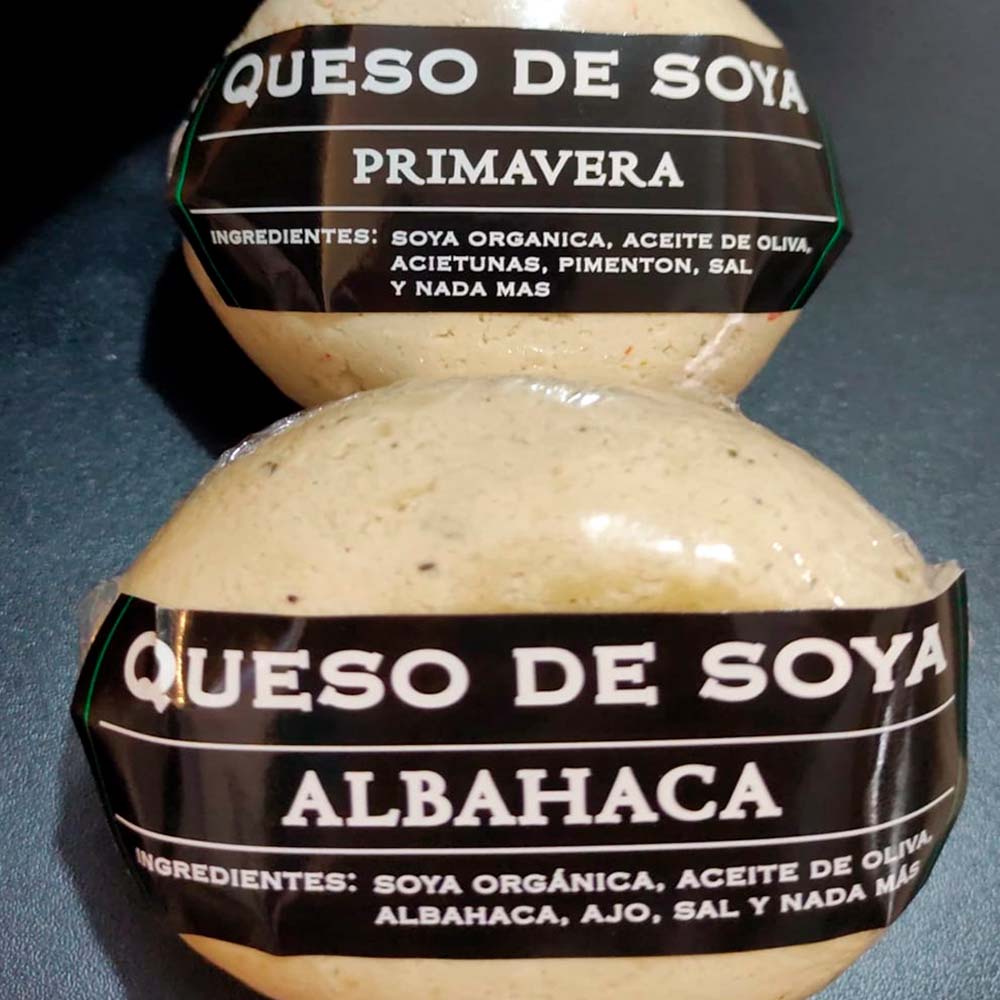 QUESO DE SOYA
PRIMAVERA
INGREDIENTES: SOYA ORGANICA, ACEITE DE OLIVA,
ACIETUNAS, PIMENTON, SAL
Y NADA MAS
QUESO DE SOYA
ALBAHACA
INGREDIENTES: SOYA ORGÁNICA, ACEITE DE OLIVA,
ALBAHACA, AJO, SAL Y NADA MÁS